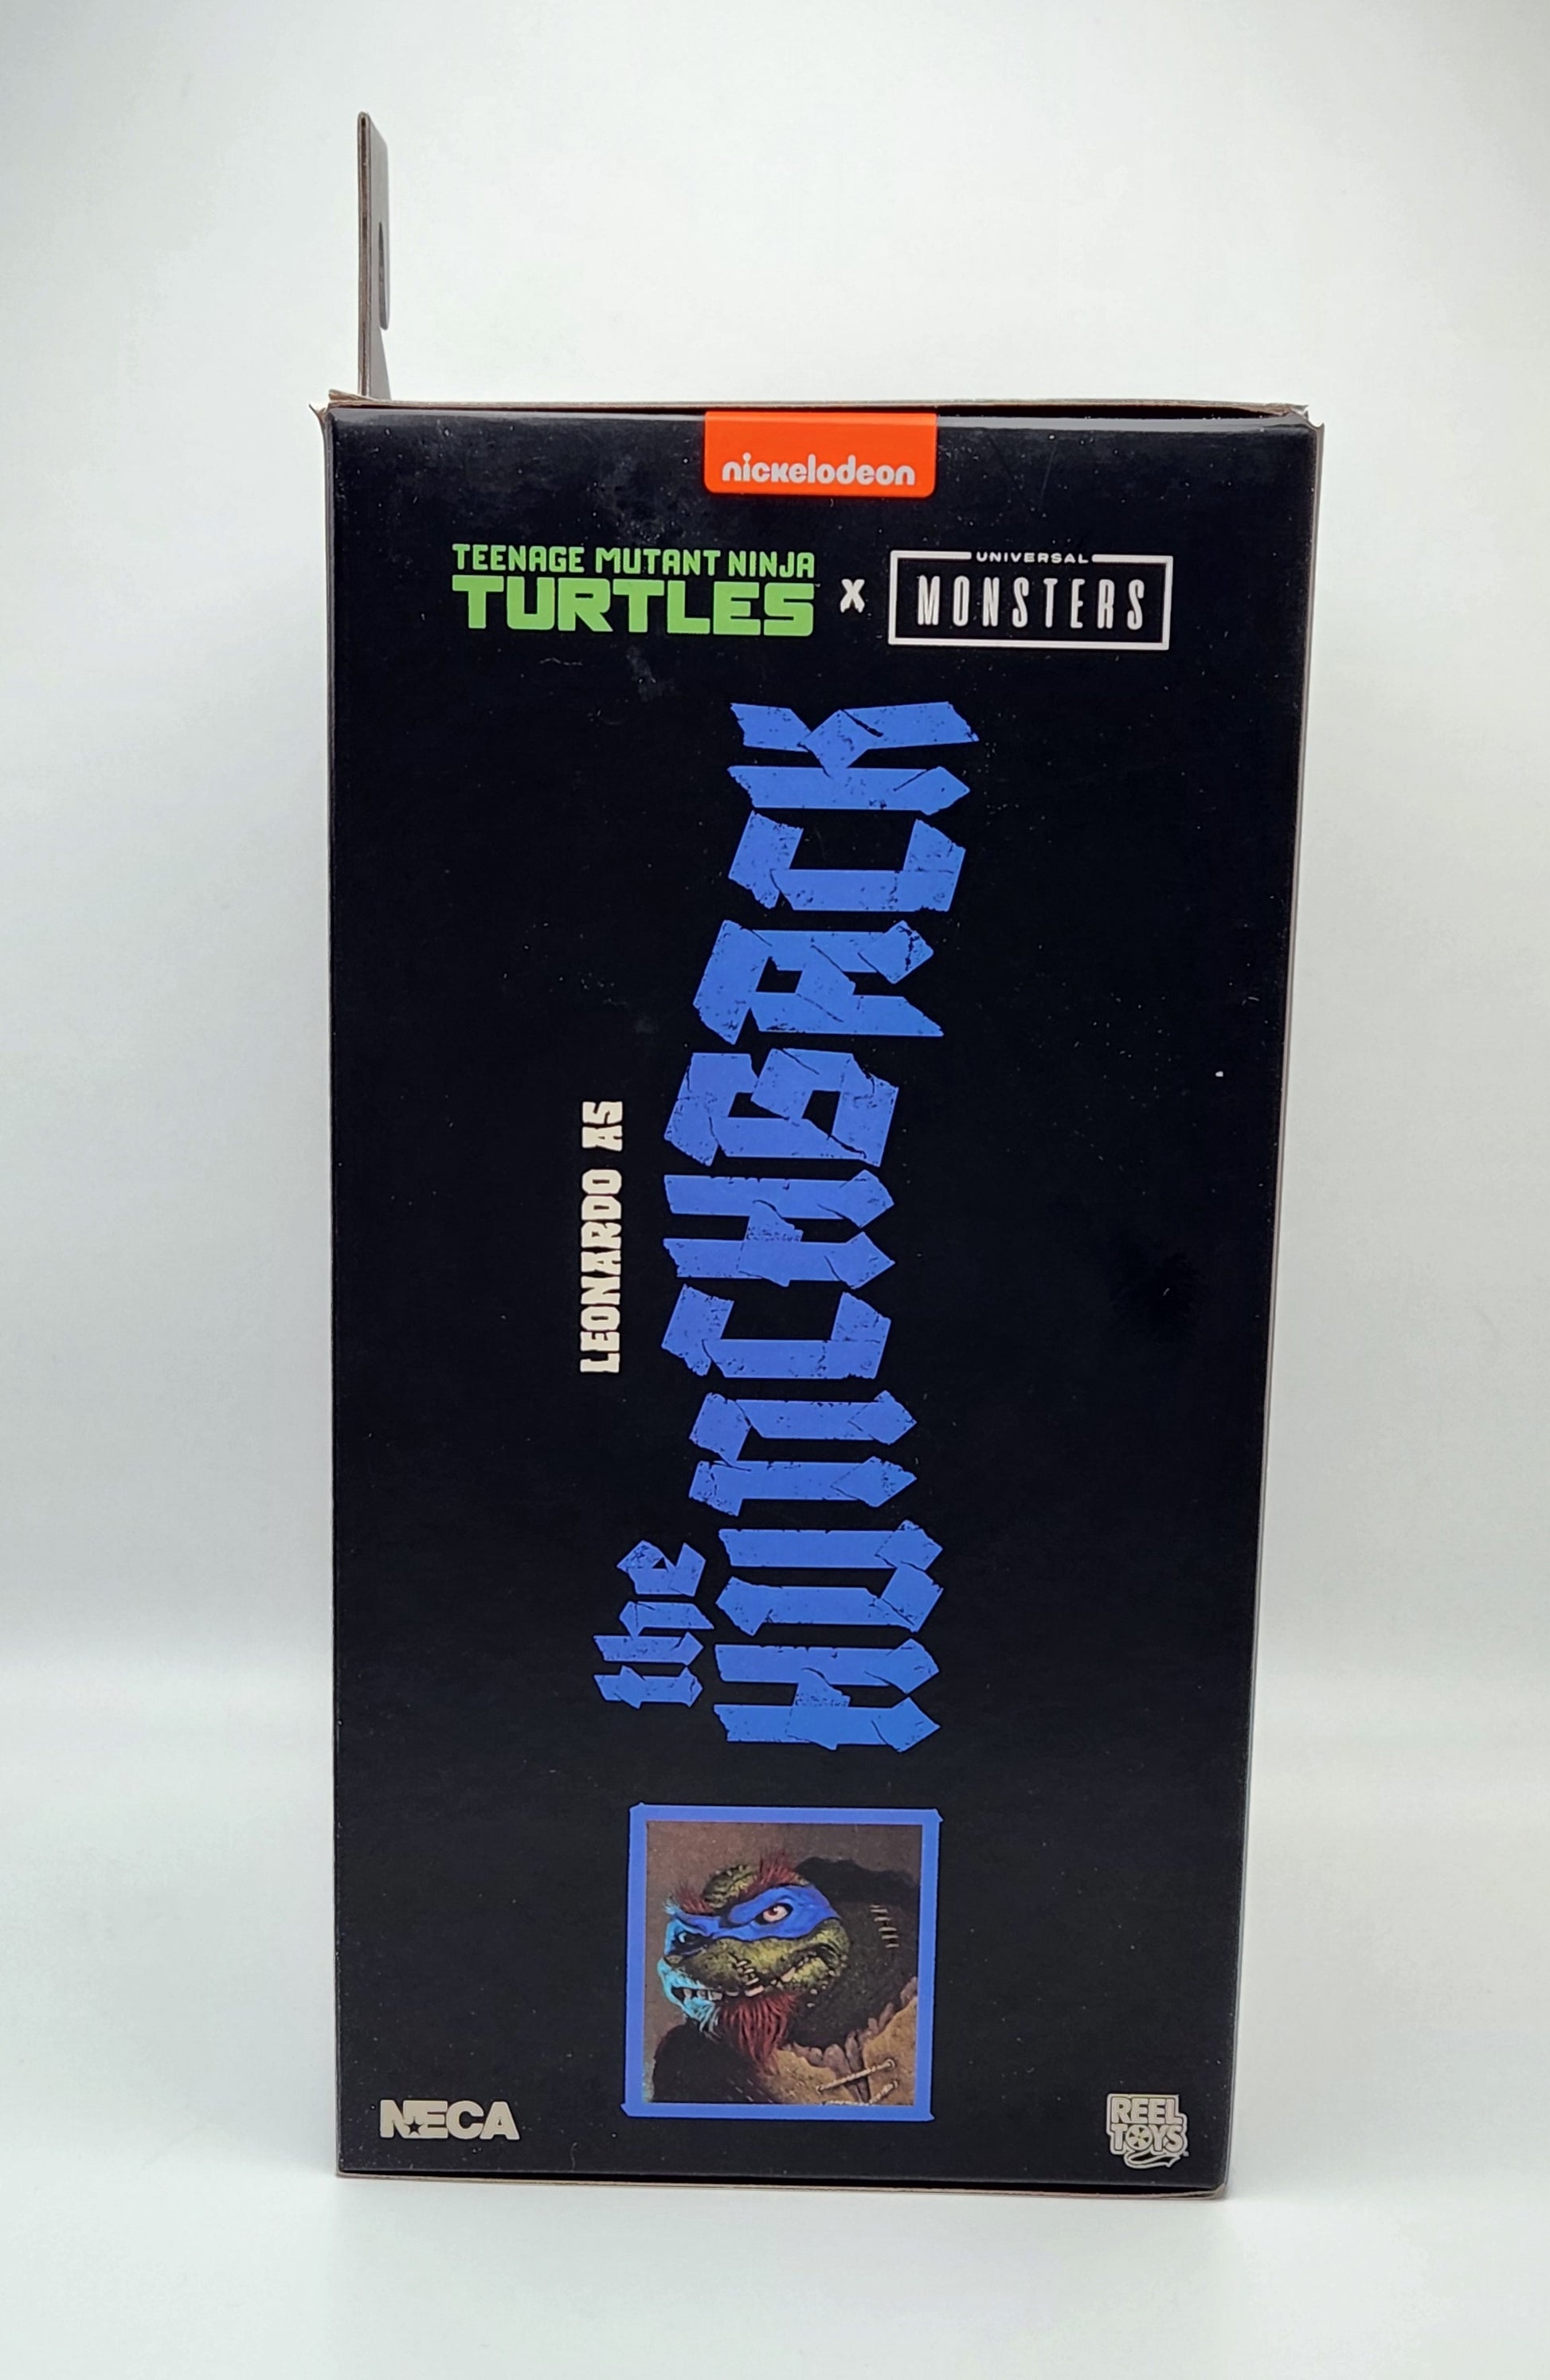 nickelodeon
TEENAGE MUTANT NINJA
TURTLES
x
UNIVERSAL
MONSTERS
LEONARDO AS
the
HUNCHBACK
NECA
REEL
TOYS